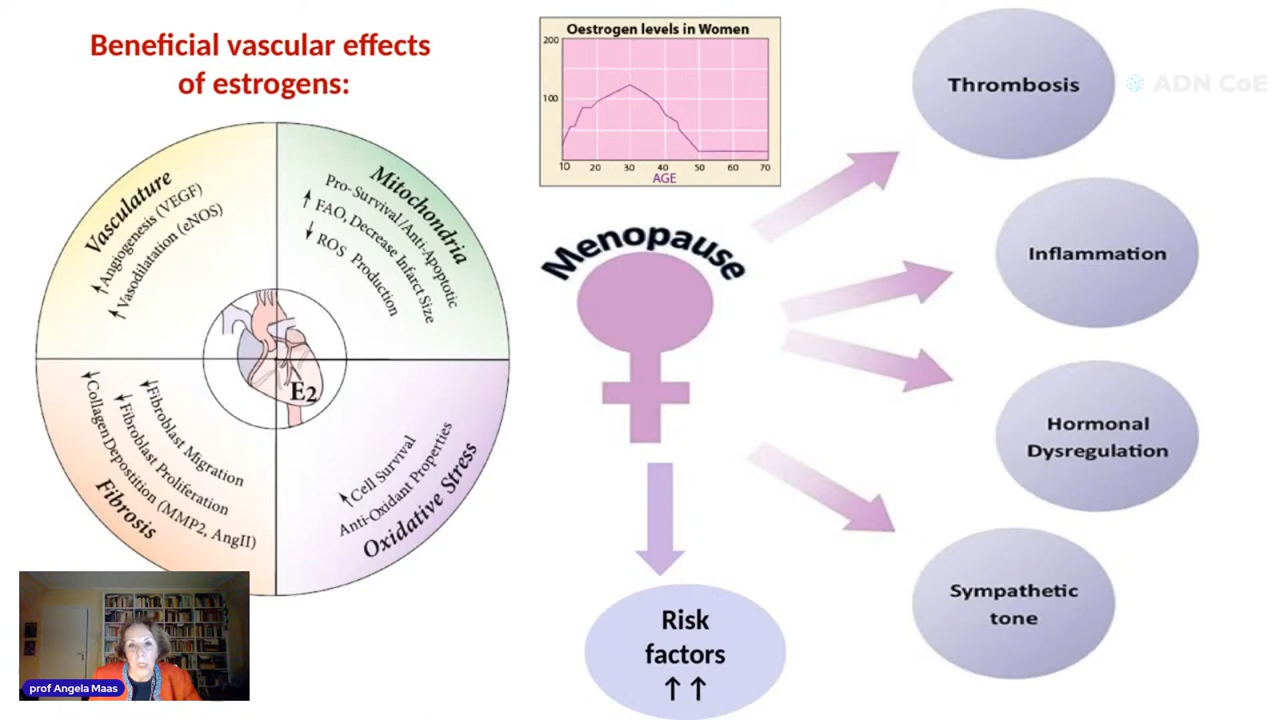 Beneficial vascular effects
of estrogens:
Vasculature
↑Angiogenesis (VEGF)
↑Vasodilatation (eNOS)
Mitochondria
Pro-Survival/Anti-Apoptotic
↑ FAO, Decrease Infarct Size
↓ ROS Production
E2
↓Fibroblast Migration
↓Fibroblast Proliferation
↓Collagen Depostition (MMP2, AngII)
Fibrosis
↑Cell Survival
Anti-Oxidant Properties
Oxidative Stress
prof Angela Maas
Oestrogen levels in Women
200
100
10 20 30 40 50 60 70
AGE
Menopause
Risk
factors
↑↑
Thrombosis
ADN CoE
Inflammation
Hormonal
Dysregulation
Sympathetic
tone